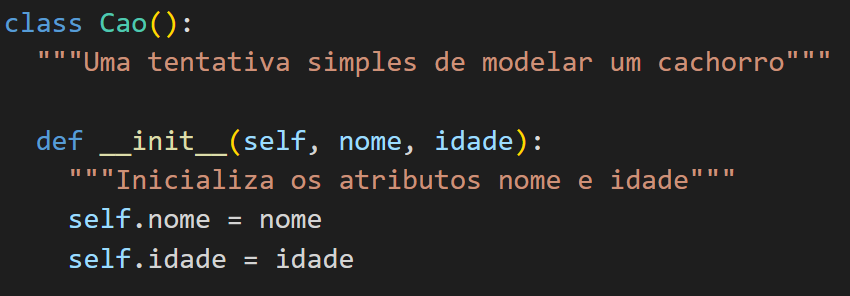 class Cao():
  """Uma tentativa simples de modelar um cachorro"""
  def __init__(self, nome, idade):
    """Inicializa os atributos nome e idade"""
    self.nome = nome
    self.idade = idade